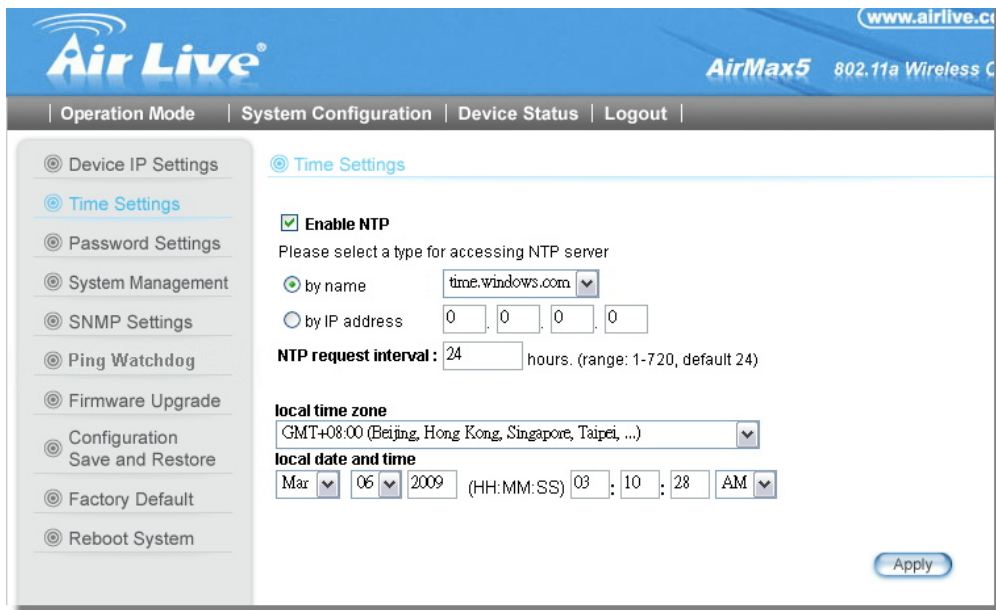 www.airlive.c
Air Live®
AirMax5 802.11a Wireless
Operation Mode | System Configuration | Device Status | Logout |
Device IP Settings
Time Settings
Password Settings
System Management
SNMP Settings
Ping Watchdog
Firmware Upgrade
Configuration
Save and Restore
Factory Default
Reboot System
Time Settings
Enable NTP
Please select a type for accessing NTP server
by name time.windows.com
by IP address 0 . 0 . 0 . 0
NTP request interval : 24 hours. (range: 1-720, default 24)
local time zone
GMT+08:00 (Beijing, Hong Kong, Singapore, Taipei, ...)
local date and time
Mar 06 2009 (HH:MM:SS) 03 : 10 : 28 AM
Apply